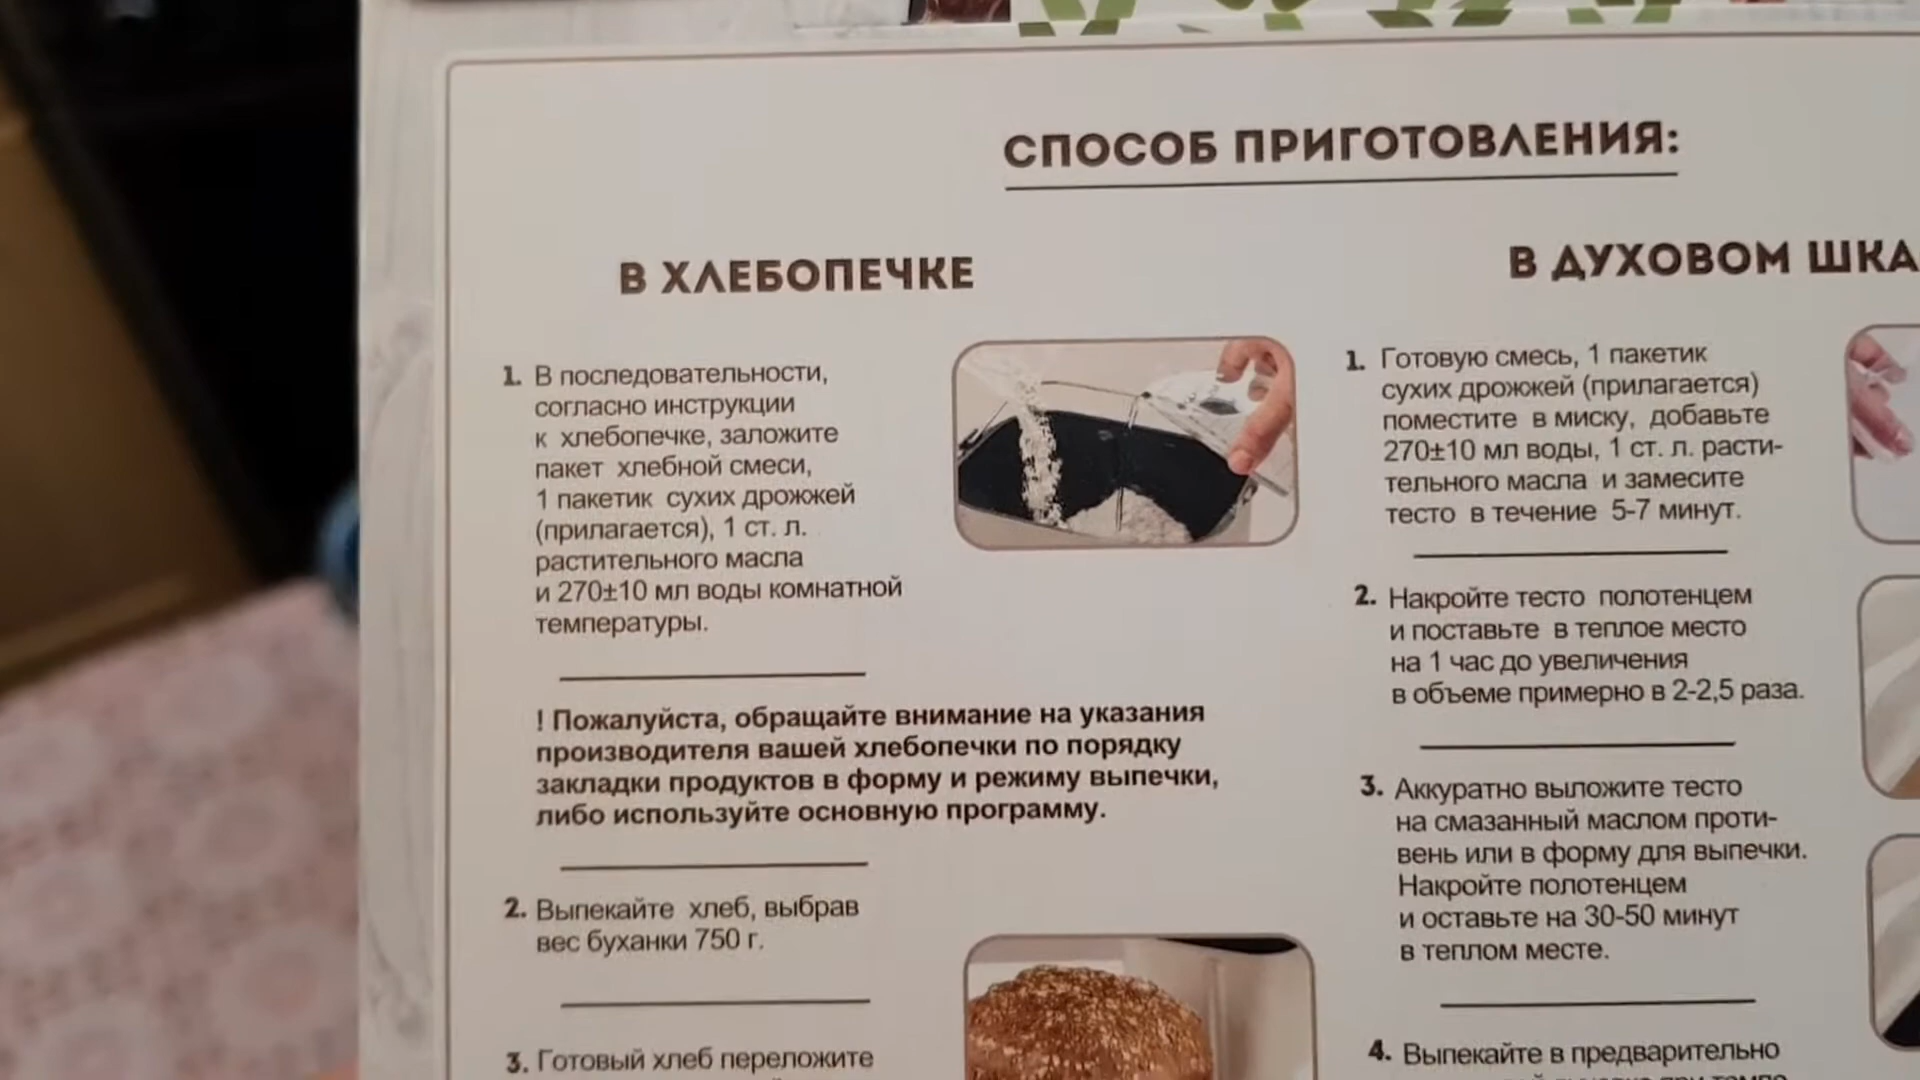 СПОСОБ ПРИГОТОВЛЕНИЯ:
В ХЛЕБОПЕЧКЕ
1. В последовательности,
согласно инструкции
к хлебопечке, заложите
пакет хлебной смеси,
1 пакетик сухих дрожжей
(прилагается), 1 ст. л.
растительного масла
и 270±10 мл воды комнатной
температуры.
! Пожалуйста, обращайте внимание на указания
производителя вашей хлебопечки по порядку
закладки продуктов в форму и режиму выпечки,
либо используйте основную программу.
2. Выпекайте хлеб, выбрав
вес буханки 750 г.
3. Готовый хлеб переложите
В ДУХОВОМ ШКА
1. Готовую смесь, 1 пакетик
сухих дрожжей (прилагается)
поместите в миску, добавьте
270±10 мл воды, 1 ст. л. расти-
тельного масла и замесите
тесто в течение 5-7 минут.
2. Накройте тесто полотенцем
и поставьте в теплое место
на 1 час до увеличения
в объеме примерно в 2-2,5 раза.
3. Аккуратно выложите тесто
на смазанный маслом проти-
вень или в форму для выпечки.
Накройте полотенцем
и оставьте на 30-50 минут
в теплом месте.
4. Выпекайте в предварительно